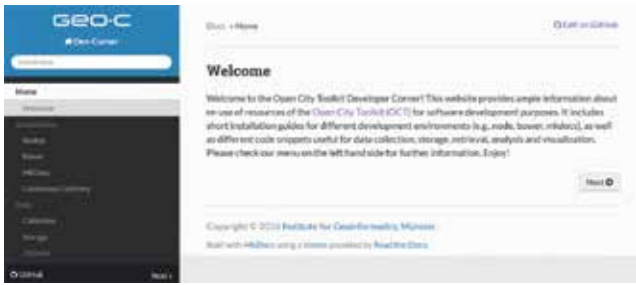 GEO-C
Dev-Corner
Docs » Home
Edit on GitHub
Home
Welcome
Welcome
Welcome to the Open City Toolkit Developer Corner! This website provides ample information about
re-use of resources of the Open City Toolkit (OCT) for software development purposes. It includes
short installation guides for different development environments (e.g., node, bower, mkdocs), as well
as different code snippets useful for data collection, storage, retrieval, analysis and visualization.
Please check our menu on the left hand side for further information. Enjoy!
Next
Nodejs
Bower
MkDocs
Data
Collection
Storage
Copyright © 2016 Institute for Geoinformatics, Münster.
Built with MkDocs using a theme provided by Read the Docs.
GitHub
Next »